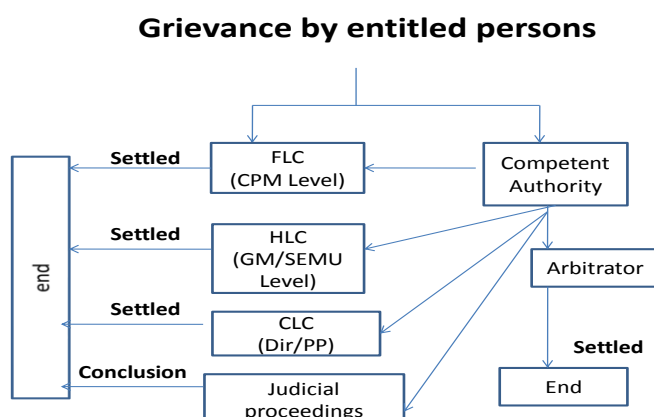 Grievance by entitled persons
Settled
FLC
(CPM Level)
Competent
Authority
Settled
HLC
(GM/SEMU
Level)
Arbitrator
end
Settled
CLC
(Dir/PP)
Settled
Conclusion
Judicial
proceedings
End